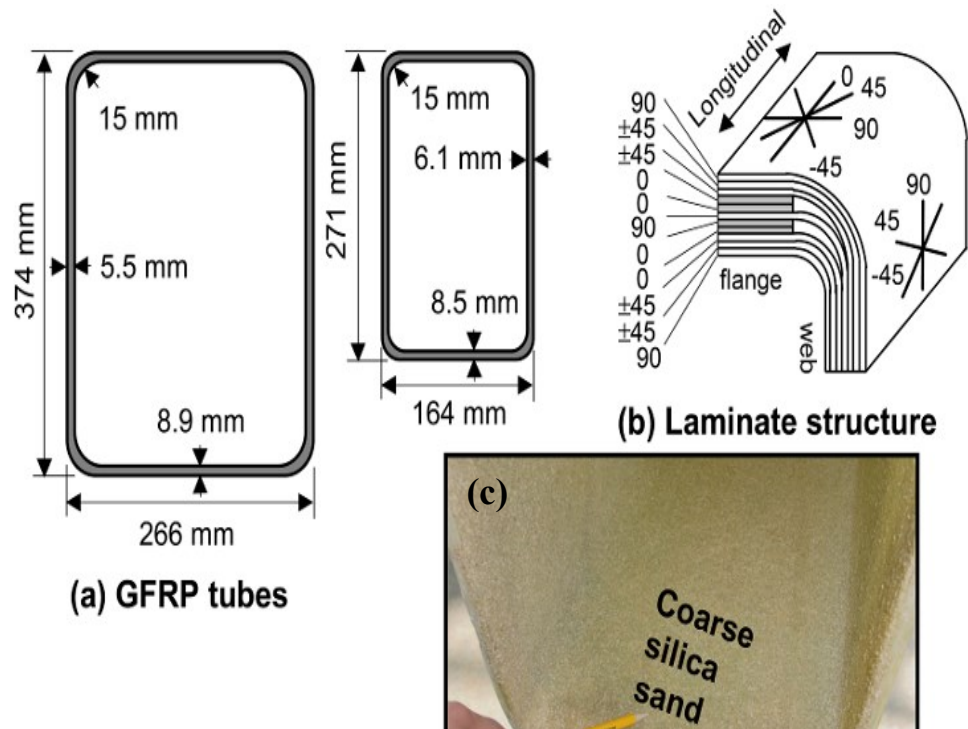 15 mm
374 mm
5.5 mm
8.9 mm
266 mm
15 mm
271 mm
6.1 mm
8.5 mm
164 mm
(a) GFRP tubes
Longitudinal
0
45
90
-45
90
45
-45
90
±45
±45
0
0
90
0
0
±45
±45
90
flange
web
(b) Laminate structure
(c)
Coarse
silica
sand